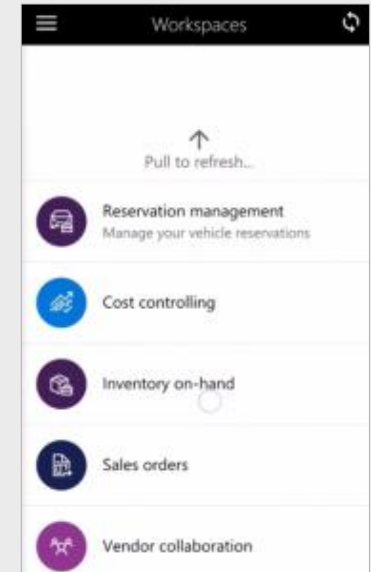 Workspaces
Pull to refresh...
Reservation management
Manage your vehicle reservations
Cost controlling
Inventory on-hand
Sales orders
Vendor collaboration